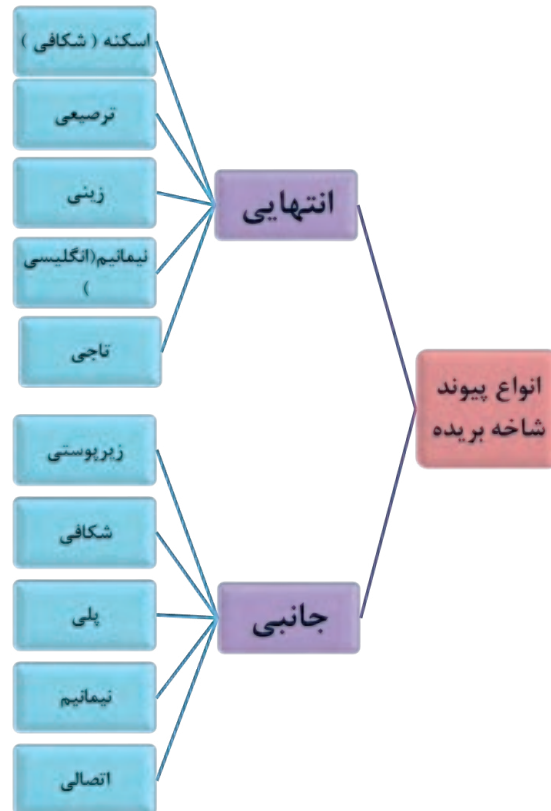 انواع پیوند
شاخه بریده
انتهایی
اسکنه ( شکافی )
ترصیعی
زینی
نیمانیم(انگلیسی
)
تاجی
جانبی
زیرپوستی
شکافی
پلی
نیمانیم
اتصالی